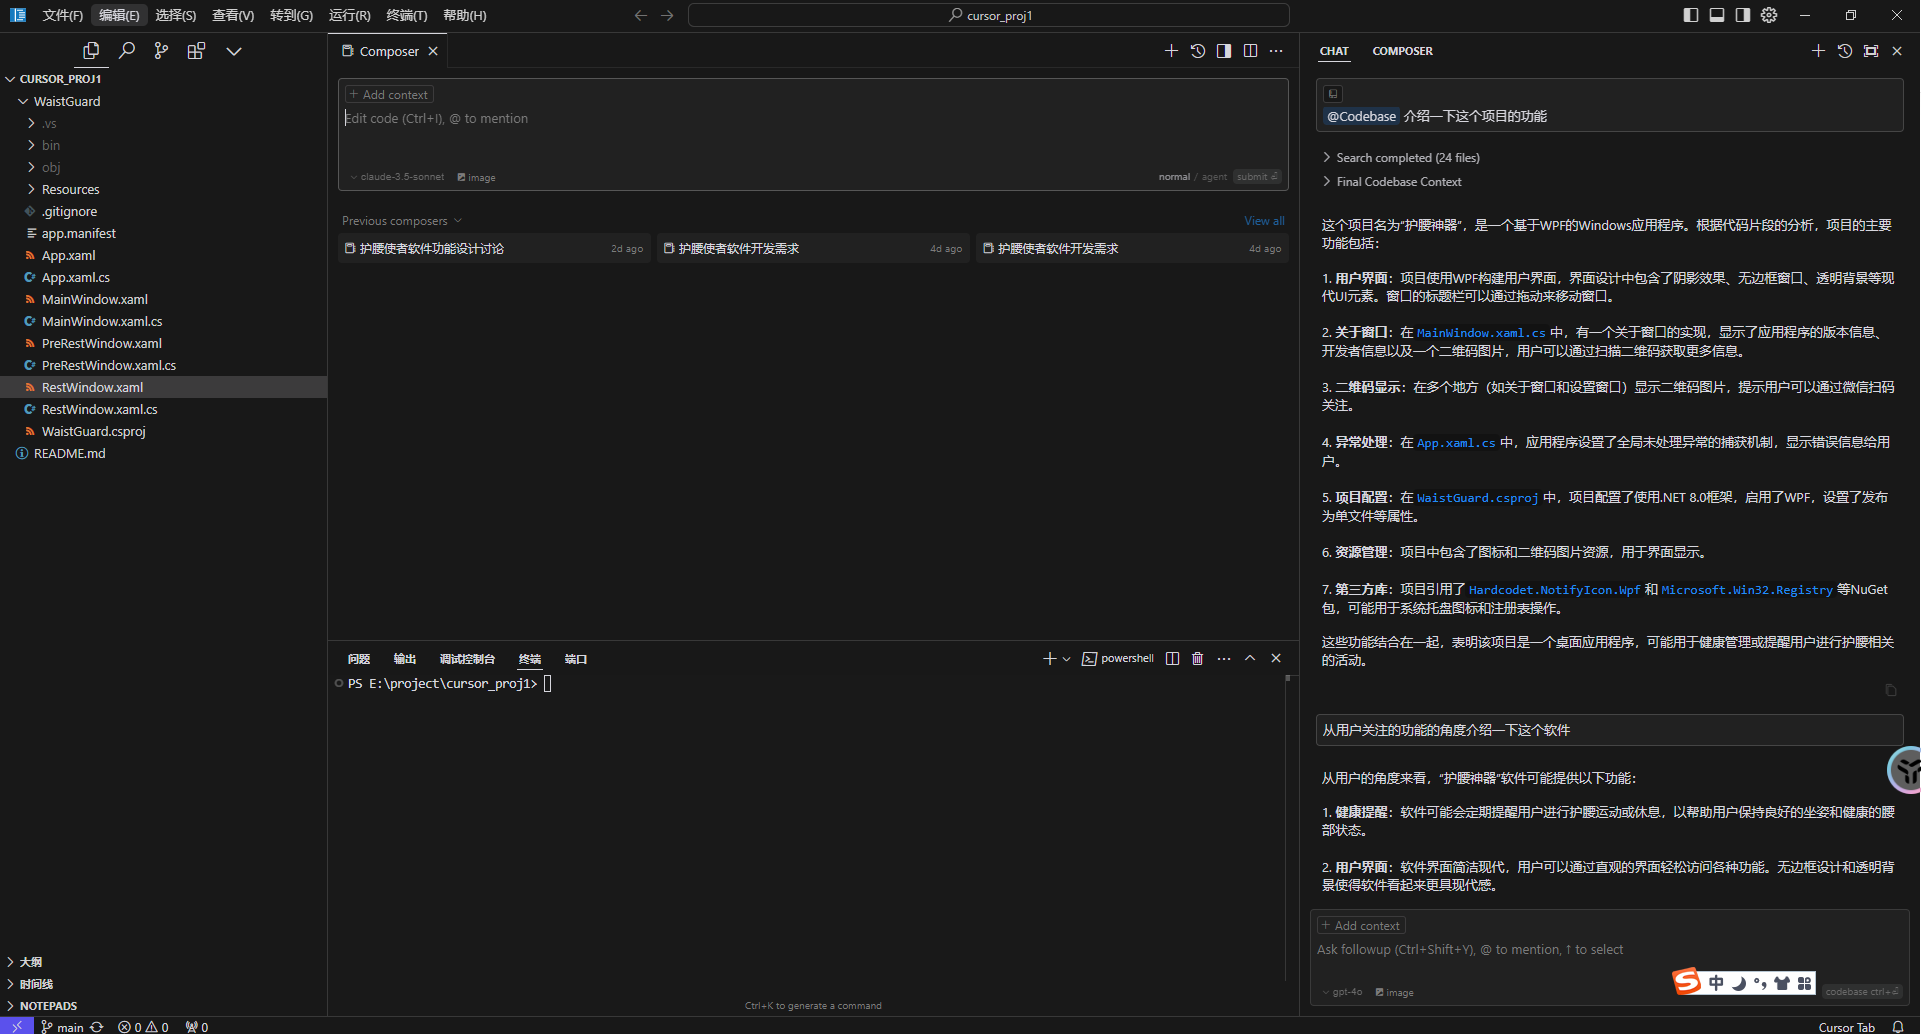 文件(F) 编辑(E) 选择(S) 查看(V) 转到(G) 运行(R) 终端(T) 帮助(H)
cursor_proj1
CURSOR_PROJ1
WaistGuard
.vs
bin
obj
Resources
.gitignore
app.manifest
App.xaml
App.xaml.cs
MainWindow.xaml
MainWindow.xaml.cs
PreRestWindow.xaml
PreRestWindow.xaml.cs
RestWindow.xaml
RestWindow.xaml.cs
WaistGuard.csproj
README.md
大纲
时间线
NOTEPADS
Composer
+ Add context
Edit code (Ctrl+I), @ to mention
claude-3.5-sonnet image
normal / agent submit
Previous composers
View all
护腰使者软件功能设计讨论 2d ago
护腰使者软件开发需求 4d ago
护腰使者软件开发需求 4d ago
问题 输出 调试控制台 终端 端口
powershell
PS E:\project\cursor_proj1>
Ctrl+K to generate a command
CHAT COMPOSER
@Codebase 介绍一下这个项目的功能
Search completed (24 files)
Final Codebase Context
这个项目名为“护腰神器”，是一个基于WPF的Windows应用程序。根据代码片段的分析，项目的主要
功能包括：
1. 用户界面：项目使用WPF构建用户界面，界面设计中包含了阴影效果、无边框窗口、透明背景等现
代UI元素。窗口的标题栏可以通过拖动来移动窗口。
2. 关于窗口：在 MainWindow.xaml.cs 中，有一个关于窗口的实现，显示了应用程序的版本信息、
开发者信息以及一个二维码图片，用户可以通过扫描二维码获取更多信息。
3. 二维码显示：在多个地方（如关于窗口和设置窗口）显示二维码图片，提示用户可以通过微信扫码
关注。
4. 异常处理：在 App.xaml.cs 中，应用程序设置了全局未处理异常的捕获机制，显示错误信息给用
户。
5. 项目配置：在 WaistGuard.csproj 中，项目配置了使用.NET 8.0框架，启用了WPF，设置了发布
为单文件等属性。
6. 资源管理：项目中包含了图标和二维码图片资源，用于界面显示。
7. 第三方库：项目引用了 Hardcodet.NotifyIcon.Wpf 和 Microsoft.Win32.Registry 等NuGet
包，可能用于系统托盘图标和注册表操作。
这些功能结合在一起，表明该项目是一个桌面应用程序，可能用于健康管理或提醒用户进行护腰相关
的活动。
从用户关注的功能的角度介绍一下这个软件
从用户的角度来看，“护腰神器”软件可能提供以下功能：
1. 健康提醒：软件可能会定期提醒用户进行护腰运动或休息，以帮助用户保持良好的坐姿和健康的腰
部状态。
2. 用户界面：软件界面简洁现代，用户可以通过直观的界面轻松访问各种功能。无边框设计和透明背
景使得软件看起来更具现代感。
+ Add context
Ask followup (Ctrl+Shift+Y), @ to mention, ↑ to select
gpt-4o image
中
codebase ctrl+⏎
main 0 0 0
Cursor Tab